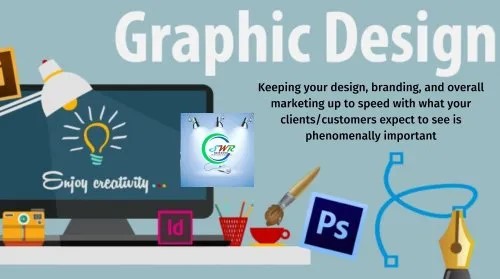 Graphic Design
Keeping your design, branding, and overall
marketing up to speed with what your
clients/customers expect to see is
phenomenally important
i
SWR
Enjoy creativity...
Id
Ps